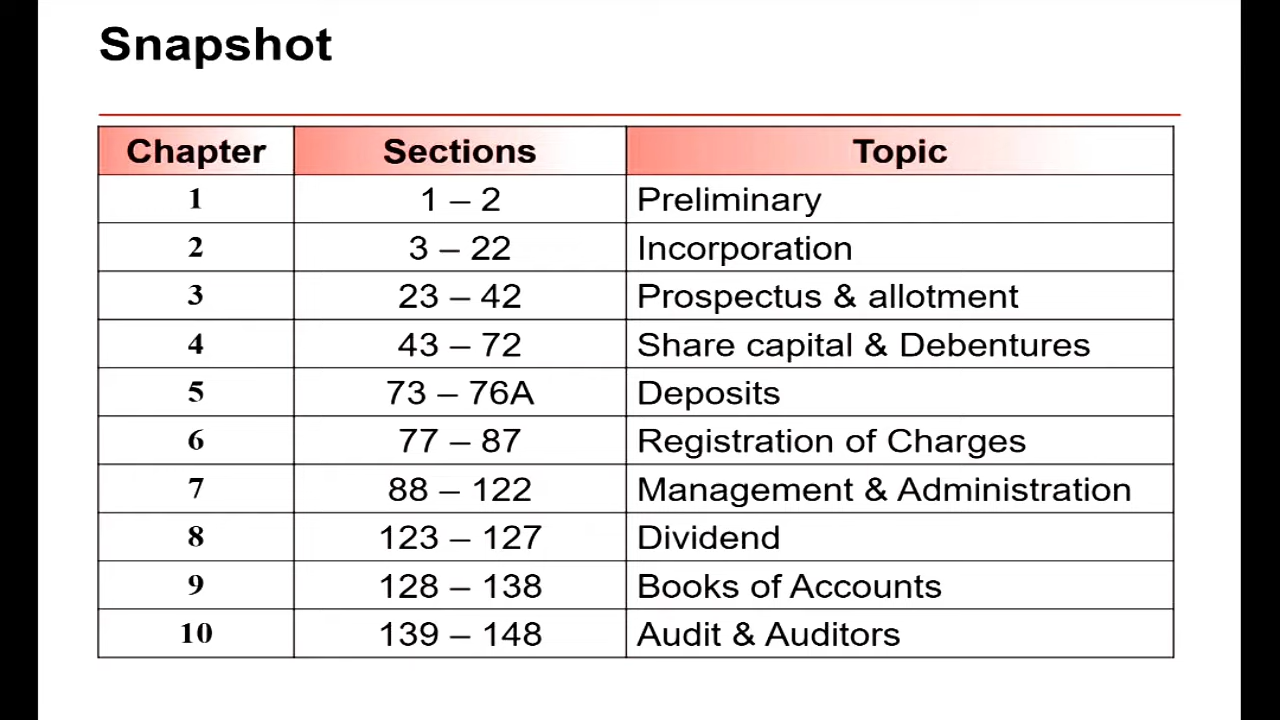 Snapshot
Chapter Sections Topic
1 1 – 2 Preliminary
2 3 – 22 Incorporation
3 23 – 42 Prospectus & allotment
4 43 – 72 Share capital & Debentures
5 73 – 76A Deposits
6 77 – 87 Registration of Charges
7 88 – 122 Management & Administration
8 123 – 127 Dividend
9 128 – 138 Books of Accounts
10 139 – 148 Audit & Auditors